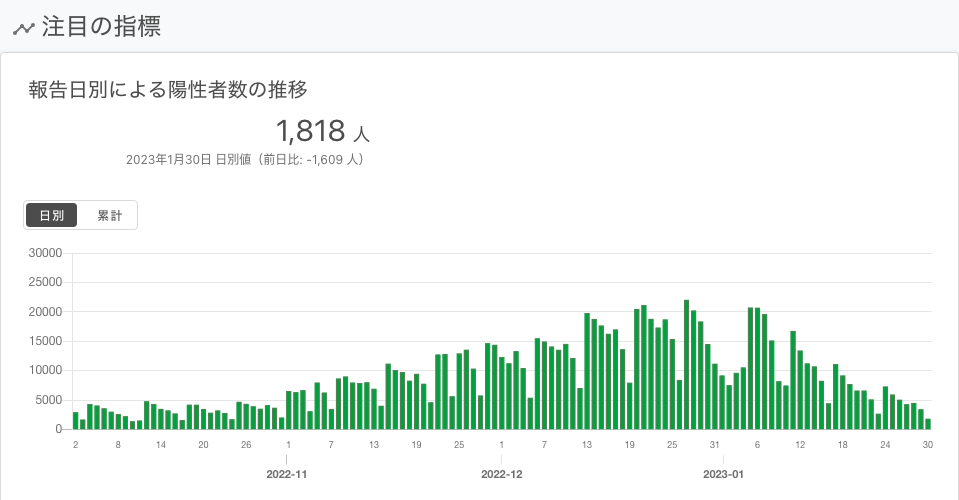 注目の指標
報告日別による陽性者数の推移
1,818 人
2023年1月30日 日別値（前日比: -1,609 人）
日別 累計
30000
25000
20000
15000
10000
5000
0
2 8 14 20 26 1 7 13 19 25 1 7 13 19 25 31 6 12 18 24 30
2022-11 2022-12 2023-01